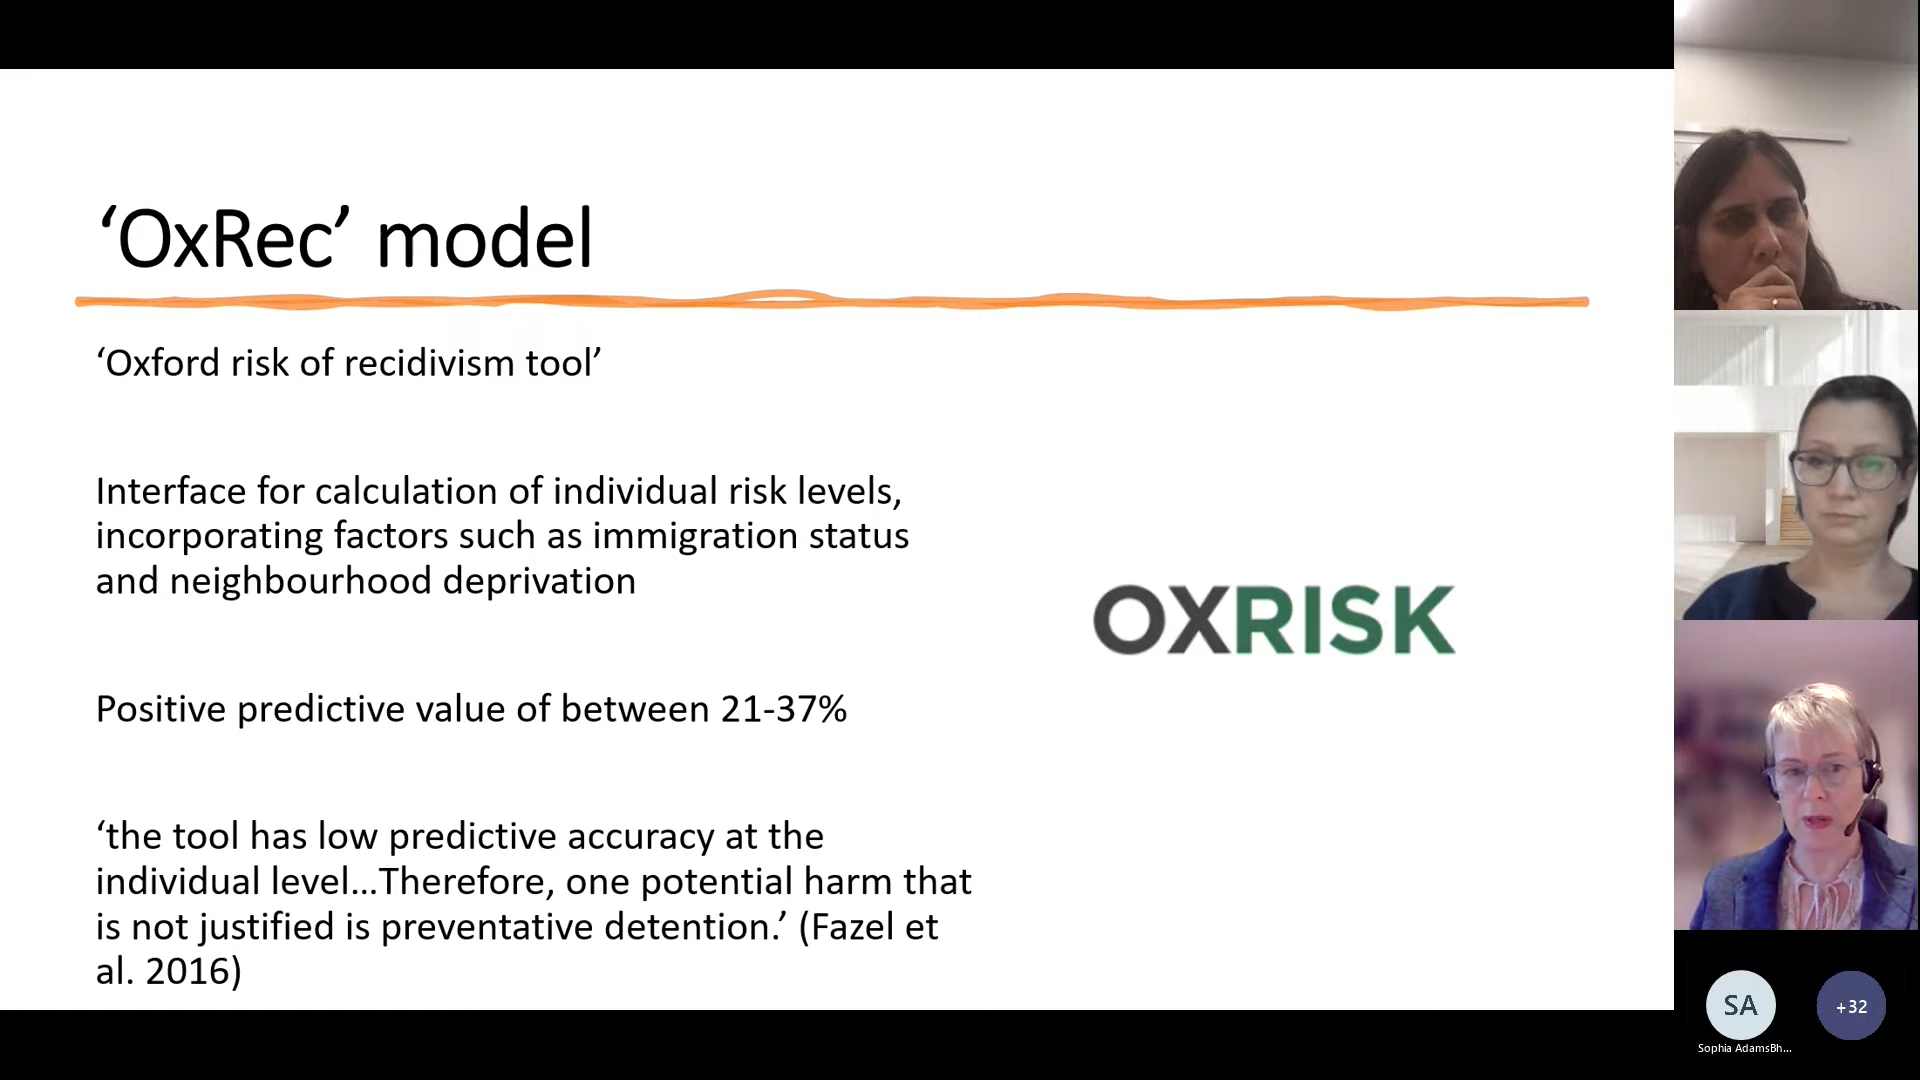 ‘OxRec’ model
‘Oxford risk of recidivism tool’
Interface for calculation of individual risk levels,
incorporating factors such as immigration status
and neighbourhood deprivation
OXRISK
Positive predictive value of between 21-37%
‘the tool has low predictive accuracy at the
individual level…Therefore, one potential harm that
is not justified is preventative detention.’ (Fazel et
al. 2016)
SA
+32
Sophia AdamsBh...